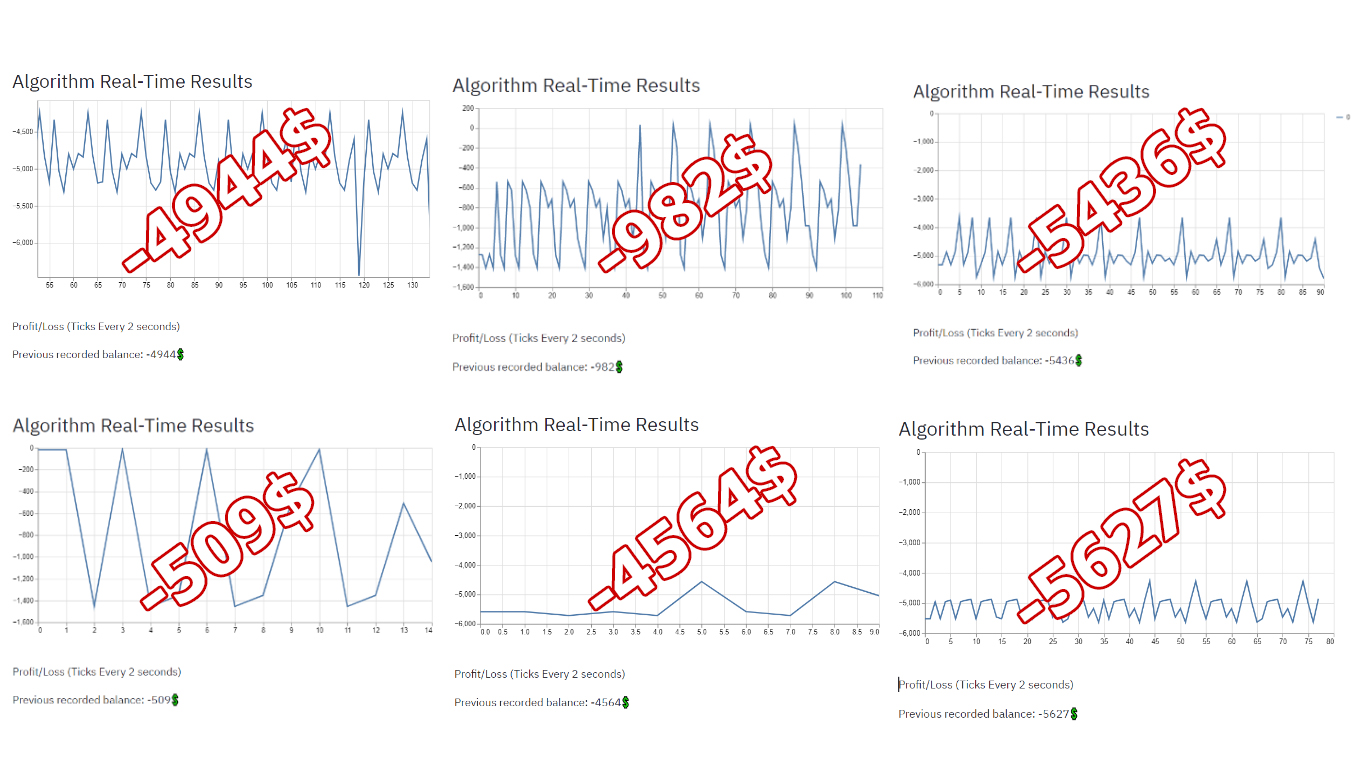 Algorithm Real-Time Results
−4,500
−5,000
−5,500
−6,000
55 60 65 70 75 80 85 90 95 100 105 110 115 120 125 130
-4944$
Profit/Loss (Ticks Every 2 seconds)
Previous recorded balance: -4944$
Algorithm Real-Time Results
200
0
−200
−400
−600
−800
−1,000
−1,200
−1,400
−1,600
0 10 20 30 40 50 60 70 80 90 100 110
-982$
Profit/Loss (Ticks Every 2 seconds)
Previous recorded balance: -982$
Algorithm Real-Time Results
0
−1,000
−2,000
−3,000
−4,000
−5,000
−6,000
0 5 10 15 20 25 30 35 40 45 50 55 60 65 70 75 80 85 90
-5436$
0
Profit/Loss (Ticks Every 2 seconds)
Previous recorded balance: -5436$
Algorithm Real-Time Results
0
−200
−400
−600
−800
−1,000
−1,200
−1,400
−1,600
0 1 2 3 4 5 6 7 8 9 10 11 12 13 14
-509$
Profit/Loss (Ticks Every 2 seconds)
Previous recorded balance: -509$
Algorithm Real-Time Results
0
−1,000
−2,000
−3,000
−4,000
−5,000
−6,000
0.0 0.5 1.0 1.5 2.0 2.5 3.0 3.5 4.0 4.5 5.0 5.5 6.0 6.5 7.0 7.5 8.0 8.5 9.0
-4564$
Profit/Loss (Ticks Every 2 seconds)
Previous recorded balance: -4564$
Algorithm Real-Time Results
0
−1,000
−2,000
−3,000
−4,000
−5,000
−6,000
0 5 10 15 20 25 30 35 40 45 50 55 60 65 70 75 80
-5627$
Profit/Loss (Ticks Every 2 seconds)
Previous recorded balance: -5627$